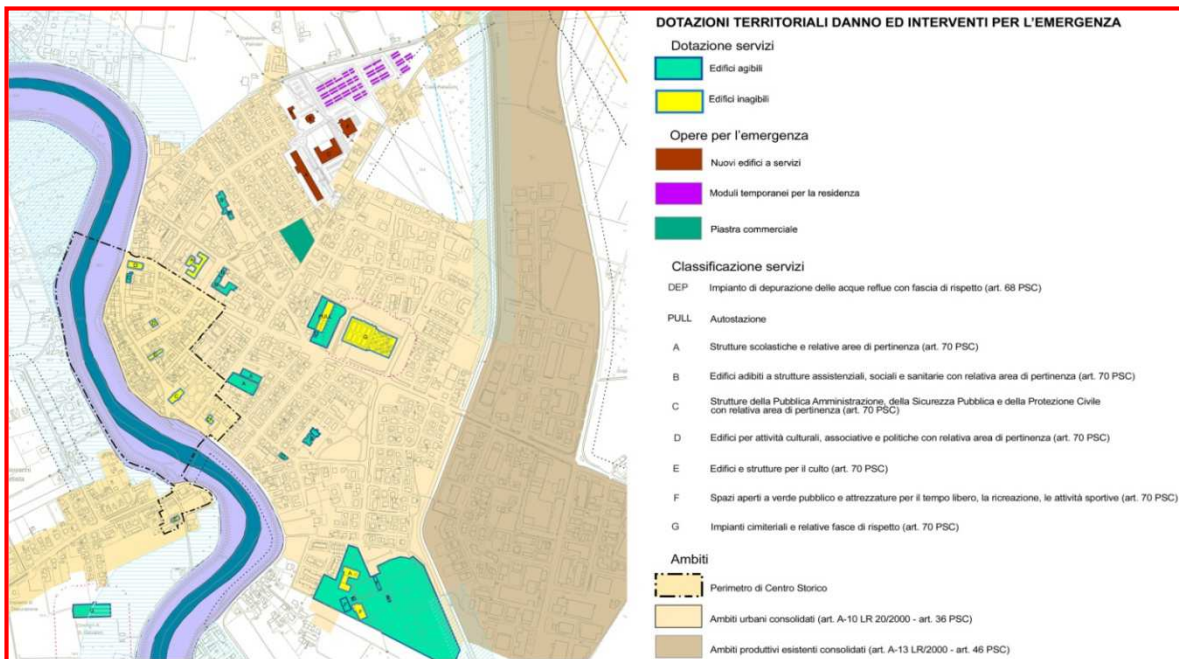 DOTAZIONI TERRITORIALI DANNO ED INTERVENTI PER L'EMERGENZA
Dotazione servizi
Edifici agibili
Edifici inagibili
Opere per l'emergenza
Nuovi edifici a servizi
Moduli temporanei per la residenza
Piastra commerciale
Classificazione servizi
DEP Impianto di depurazione delle acque reflue con fascia di rispetto (art. 68 PSC)
PULL Autostazione
A Strutture scolastiche e relative aree di pertinenza (art. 70 PSC)
B Edifici adibiti a strutture assistenziali, sociali e sanitarie con relativa area di pertinenza (art. 70 PSC)
C Strutture della Pubblica Amministrazione, della Sicurezza Pubblica e della Protezione Civile
con relativa area di pertinenza (art. 70 PSC)
D Edifici per attività culturali, associative e politiche con relativa area di pertinenza (art. 70 PSC)
E Edifici e strutture per il culto (art. 70 PSC)
F Spazi aperti a verde pubblico e attrezzature per il tempo libero, la ricreazione, le attività sportive (art. 70 PSC)
G Impianti cimiteriali e relative fasce di rispetto (art. 70 PSC)
Ambiti
Perimetro di Centro Storico
Ambiti urbani consolidati (art. A-10 LR 20/2000 - art. 36 PSC)
Ambiti produttivi esistenti consolidati (art. A-13 LR/2000 - art. 46 PSC)
PULL
G